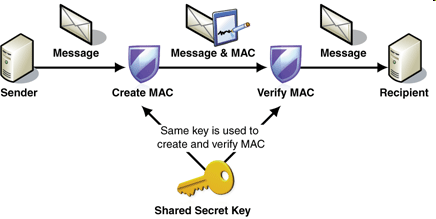 Message
Message & MAC
Message
Sender
Create MAC
Verify MAC
Recipient
Same key is used to
create and verify MAC
Shared Secret Key